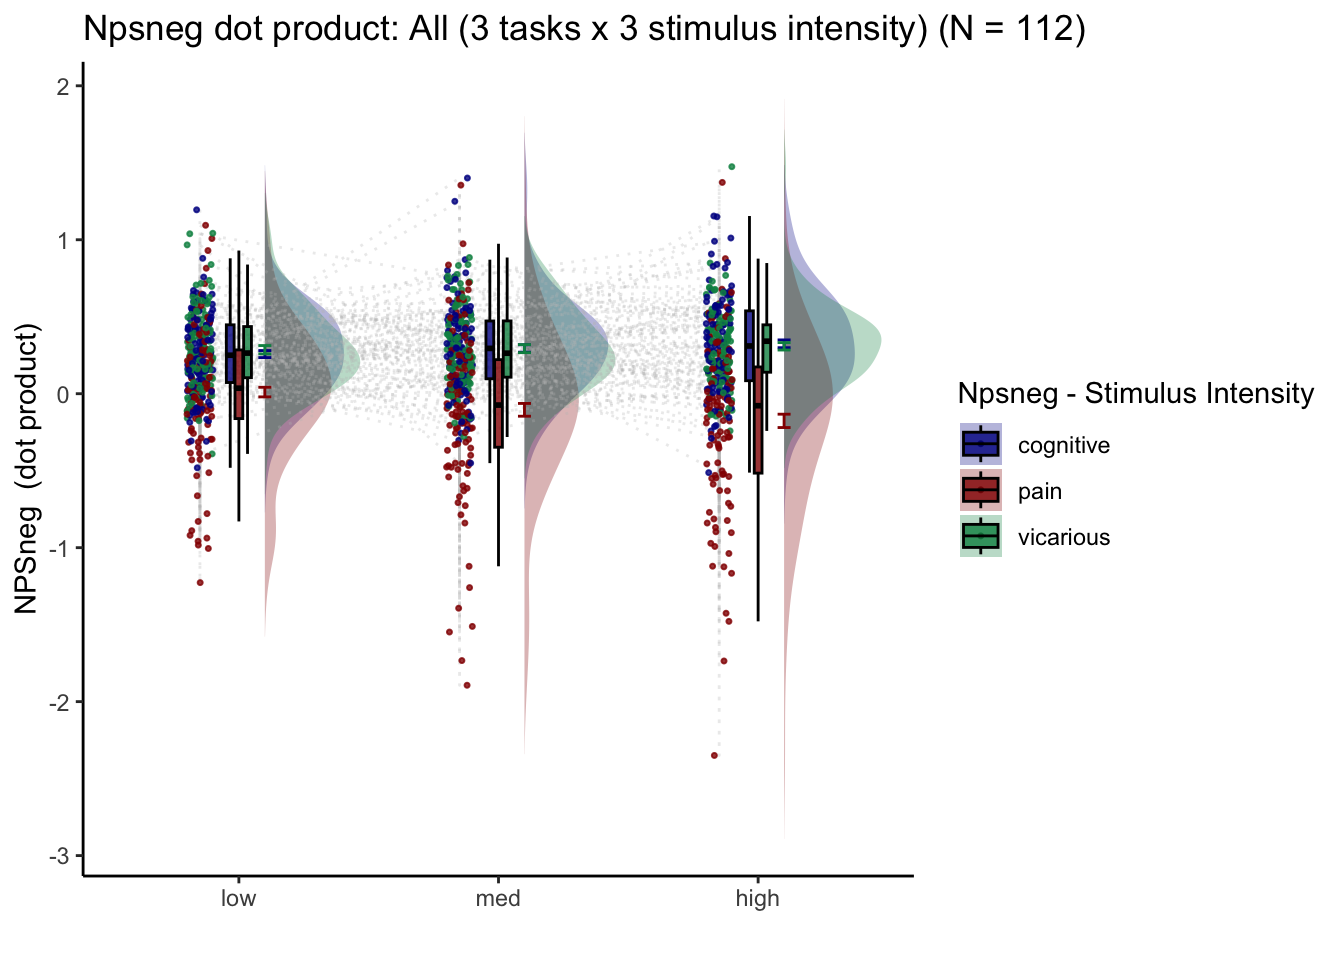 Npsneg dot product: All (3 tasks x 3 stimulus intensity) (N = 112)
NPSneg (dot product)
2
1
0
-1
-2
-3
low med high
Npsneg - Stimulus Intensity
cognitive
pain
vicarious